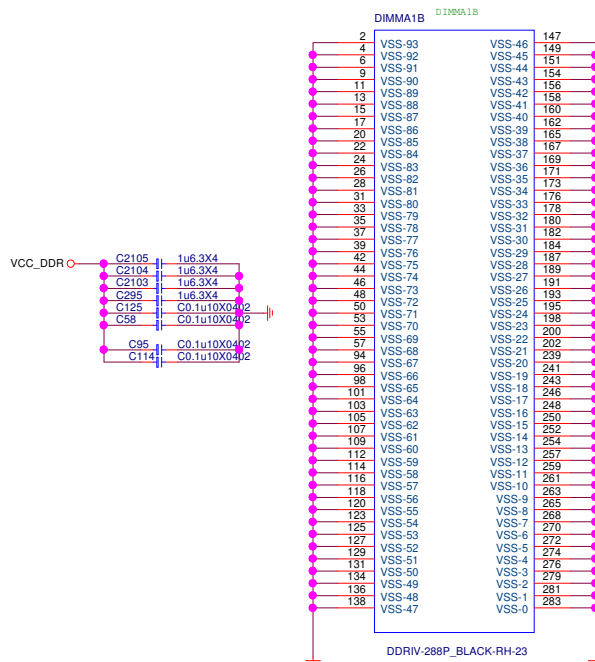 DIMMA1B
DIMMA1B
2 VSS-93 VSS-46 147
4 VSS-92 VSS-45 149
6 VSS-91 VSS-44 151
9 VSS-90 VSS-43 154
11 VSS-89 VSS-42 156
13 VSS-88 VSS-41 158
15 VSS-87 VSS-40 160
17 VSS-86 VSS-39 162
20 VSS-85 VSS-38 165
22 VSS-84 VSS-37 167
24 VSS-83 VSS-36 169
26 VSS-82 VSS-35 171
28 VSS-81 VSS-34 173
31 VSS-80 VSS-33 176
33 VSS-79 VSS-32 178
35 VSS-78 VSS-31 180
37 VSS-77 VSS-30 182
39 VSS-76 VSS-29 184
42 VSS-75 VSS-28 187
44 VSS-74 VSS-27 189
46 VSS-73 VSS-26 191
48 VSS-72 VSS-25 193
50 VSS-71 VSS-24 195
53 VSS-70 VSS-23 198
55 VSS-69 VSS-22 200
57 VSS-68 VSS-21 202
94 VSS-67 VSS-20 239
96 VSS-66 VSS-19 241
98 VSS-65 VSS-18 243
101 VSS-64 VSS-17 246
103 VSS-63 VSS-16 248
105 VSS-62 VSS-15 250
107 VSS-61 VSS-14 252
109 VSS-60 VSS-13 254
112 VSS-59 VSS-12 257
114 VSS-58 VSS-11 259
116 VSS-57 VSS-10 261
118 VSS-56 VSS-9 263
120 VSS-55 VSS-8 265
123 VSS-54 VSS-7 268
125 VSS-53 VSS-6 270
127 VSS-52 VSS-5 272
129 VSS-51 VSS-4 274
131 VSS-50 VSS-3 276
134 VSS-49 VSS-2 279
136 VSS-48 VSS-1 281
138 VSS-47 VSS-0 283
DDRIV-288P_BLACK-RH-23
VCC_DDR
C2105 1u6.3X4
C2104 1u6.3X4
C2103 1u6.3X4
C295 1u6.3X4
C125 C0.1u10X0402
C58 C0.1u10X0402
C95 C0.1u10X0402
C114 C0.1u10X0402